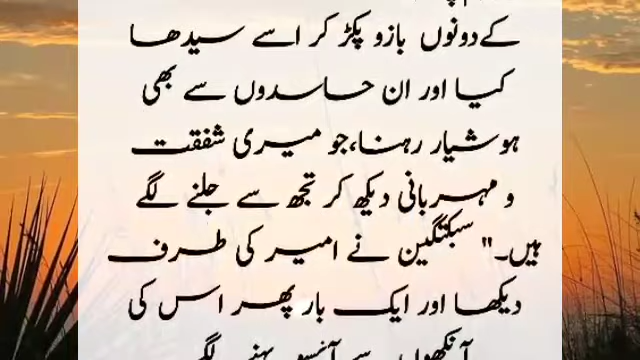 کےدونوں بازو پکڑ کر اسے سیدھا
کیا اور ان حاسدوں سے بھی
ہوشیار رہنا،جو میری شفقت
و مہربانی دیکھ کر تجھ سے جلنے لگے
ہیں۔" سبکتگین نے امیر کی طرف
دیکھا اور ایک بار پھر اس کی
آنکھوں سے آنسو بہنے لگے